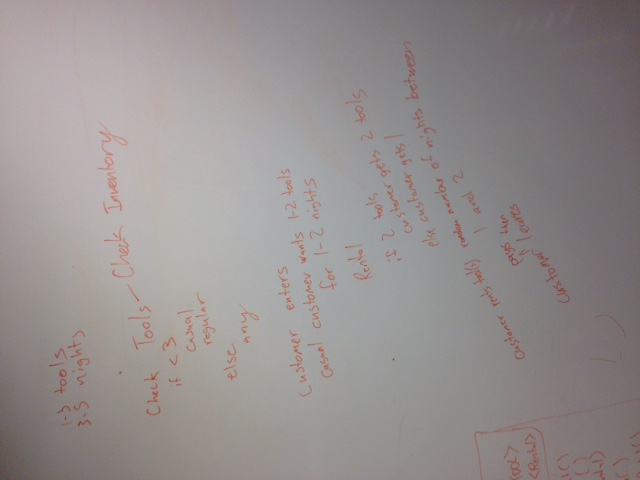 1-3 tools
3-5 nights
Check Tools - Check Inventory
if < 3
casual
regular
else
any
Customer enters
Casual customer wants 1-2 tools
for 1-2 nights
Rental
if 2 tools
customer gets 2 tools
else customer gets 1
customer rents tool(s) random number of nights between
1 and 2
pays then
customer ^ leaves
<Rental>
()